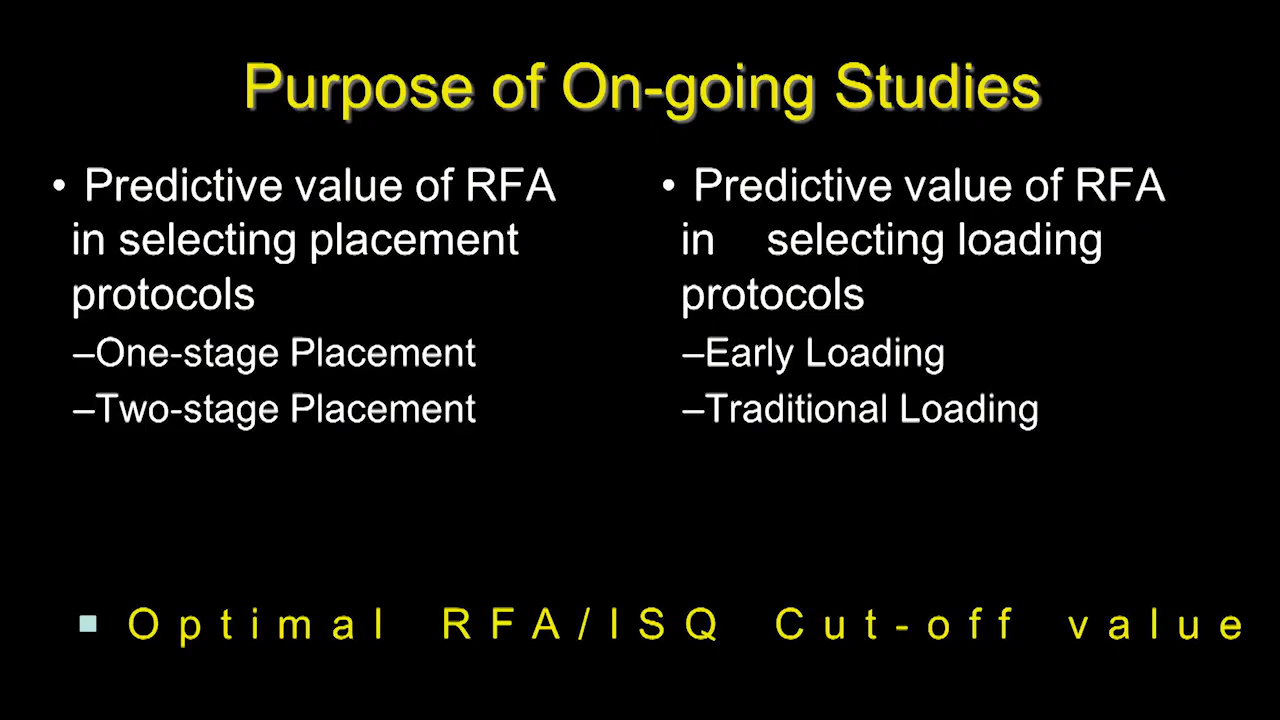 Purpose of On-going Studies
• Predictive value of RFA
in selecting placement
protocols
–One-stage Placement
–Two-stage Placement
• Predictive value of RFA
in selecting loading
protocols
–Early Loading
–Traditional Loading
▪ Optimal RFA/ISQ Cut-off value